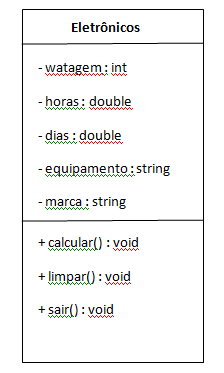 Eletrônicos
- watagem : int
- horas : double
- dias : double
- equipamento : string
- marca : string
+ calcular() : void
+ limpar() : void
+ sair() : void